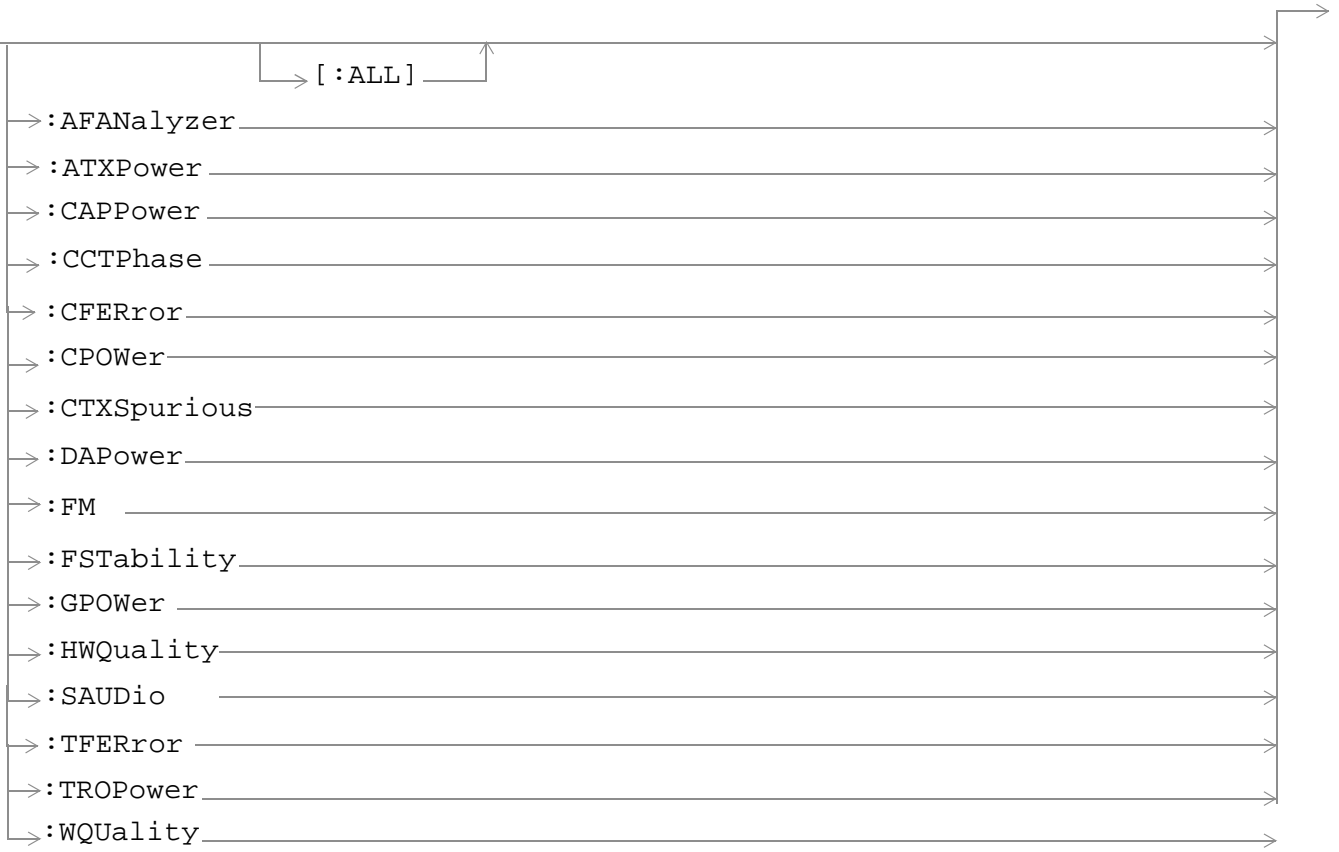 [:ALL]
:AFANalyzer
:ATXPower
:CAPPower
:CCTPhase
:CFERror
:CPOWer
:CTXSpurious
:DAPower
:FM
:FSTability
:GPOWer
:HWQuality
:SAUDio
:TFERror
:TROPower
:WQUality